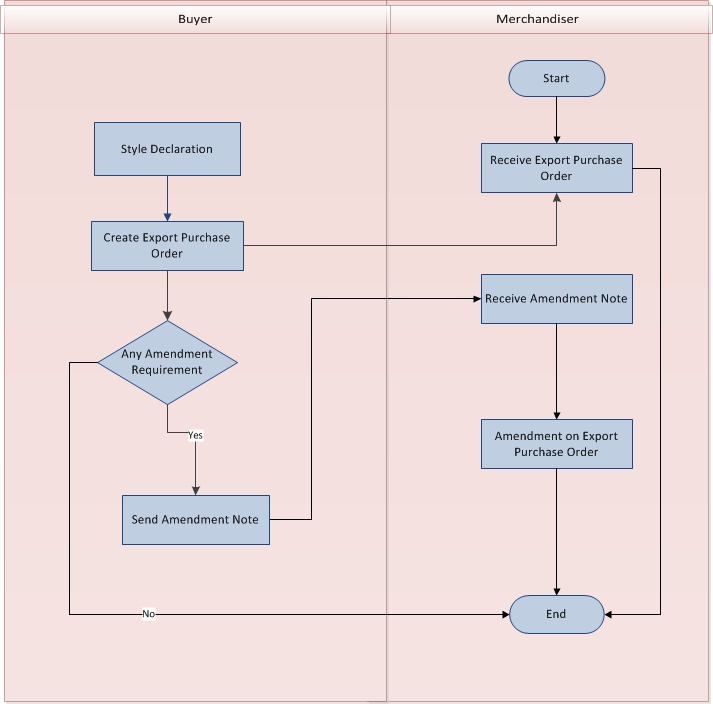 Buyer
Merchandiser
Start
Style Declaration
Receive Export Purchase
Order
Create Export Purchase
Order
Receive Amendment Note
Any Amendment
Requirement
Yes
Amendment on Export
Purchase Order
Send Amendment Note
No
End